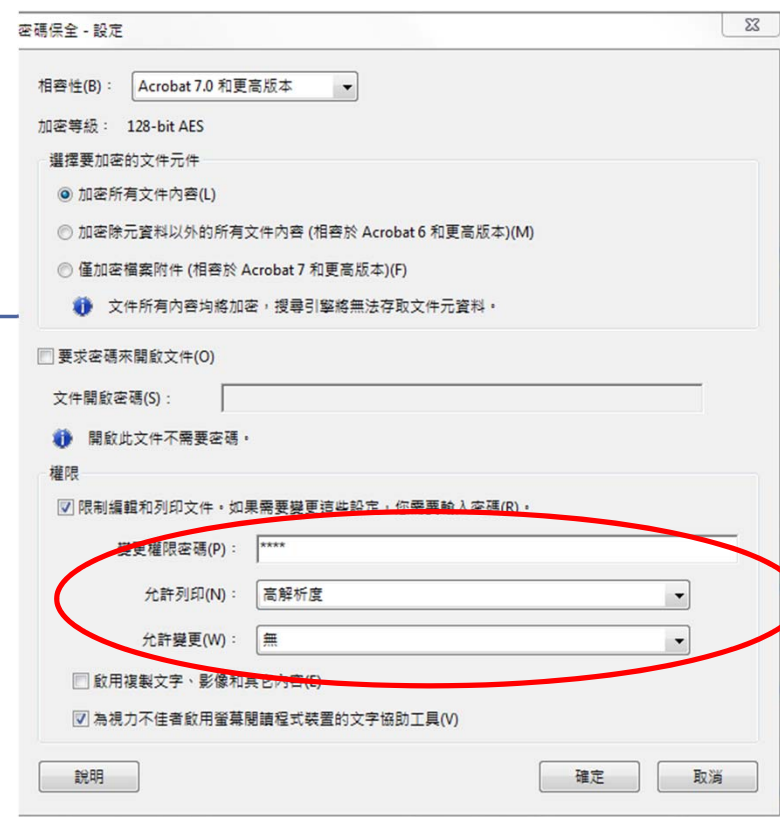 密碼保全 - 設定
相容性(B)： Acrobat 7.0 和更高版本
加密等級： 128-bit AES
選擇要加密的文件元件
加密所有文件內容(L)
加密除元資料以外的所有文件內容 (相容於 Acrobat 6 和更高版本)(M)
僅加密檔案附件 (相容於 Acrobat 7 和更高版本)(F)
文件所有內容均將加密，搜尋引擎將無法存取文件元資料。
要求密碼來開啟文件(O)
文件開啟密碼(S)：
開啟此文件不需要密碼。
權限
限制編輯和列印文件。如果需要變更這些設定，您需要輸入密碼(R)。
變更權限密碼(P)： ****
允許列印(N)： 高解析度
允許變更(W)： 無
啟用複製文字、影像和其它內容(E)
為視力不佳者啟用螢幕閱讀程式裝置的文字協助工具(V)
說明 確定 取消